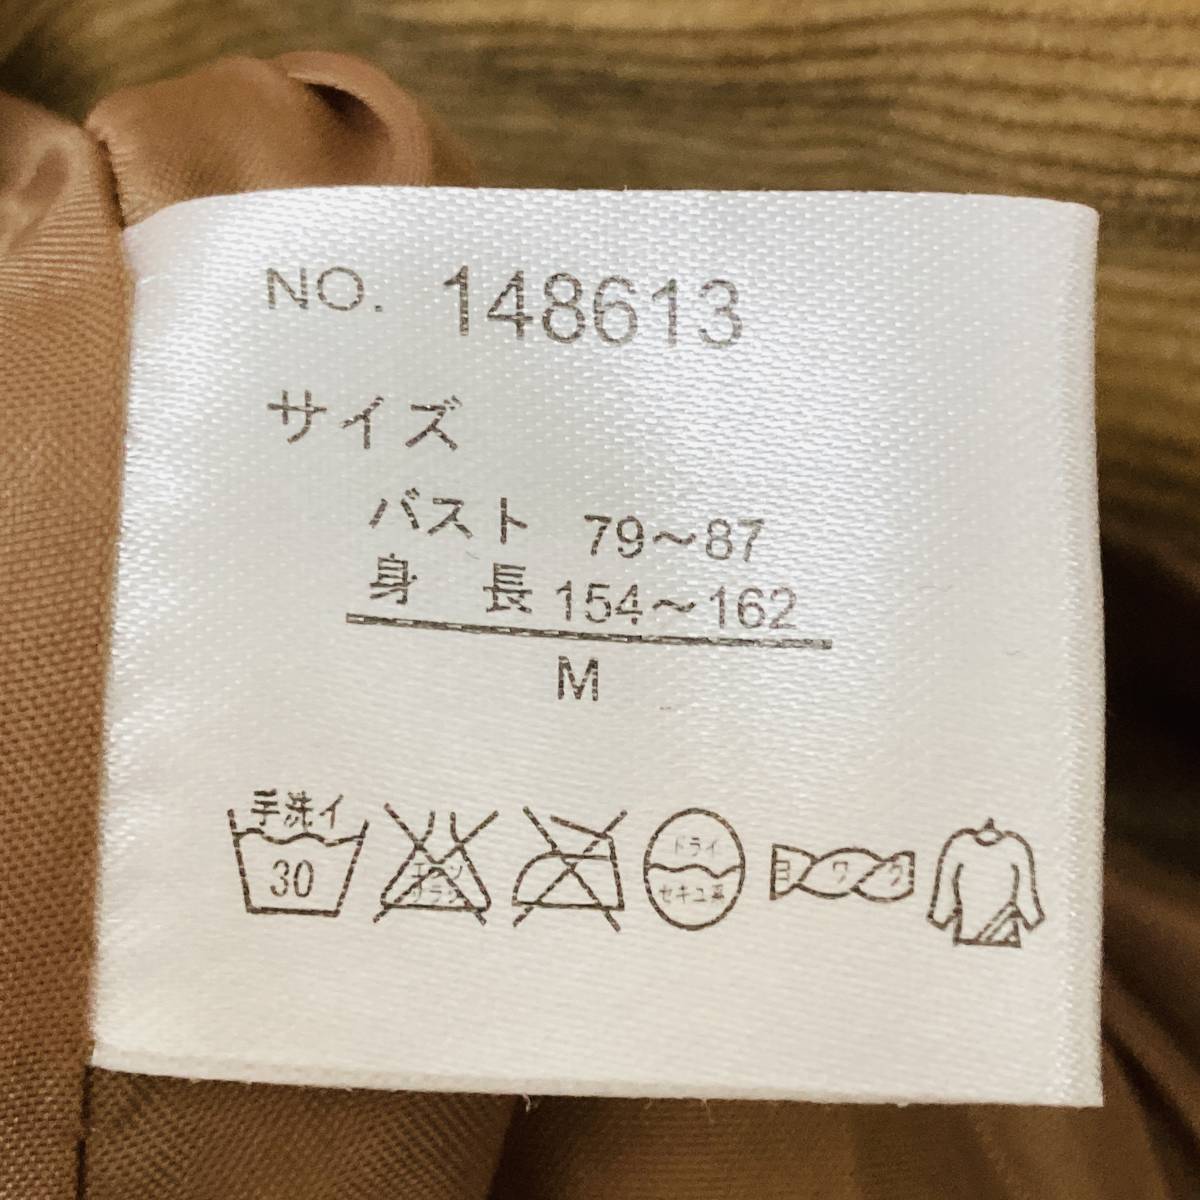 NO. 148613
サイズ
バスト 79～87
身長 154～162
M
手洗イ
30
エンソ
サラシ
ドライ
セキユ系
ヨワク